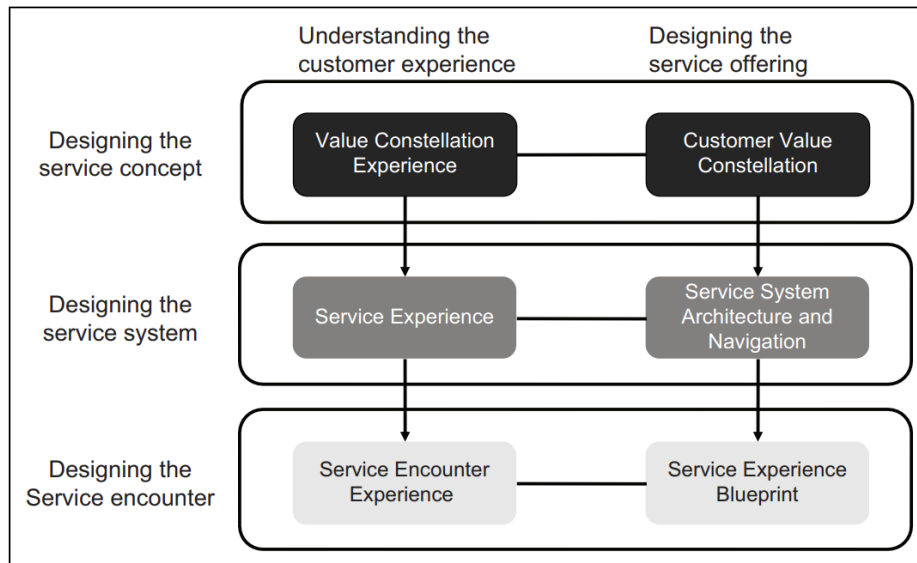 Understanding the
customer experience
Designing the
service offering
Designing the
service concept
Value Constellation
Experience
Customer Value
Constellation
Designing the
service system
Service Experience
Service System
Architecture and
Navigation
Designing the
Service encounter
Service Encounter
Experience
Service Experience
Blueprint